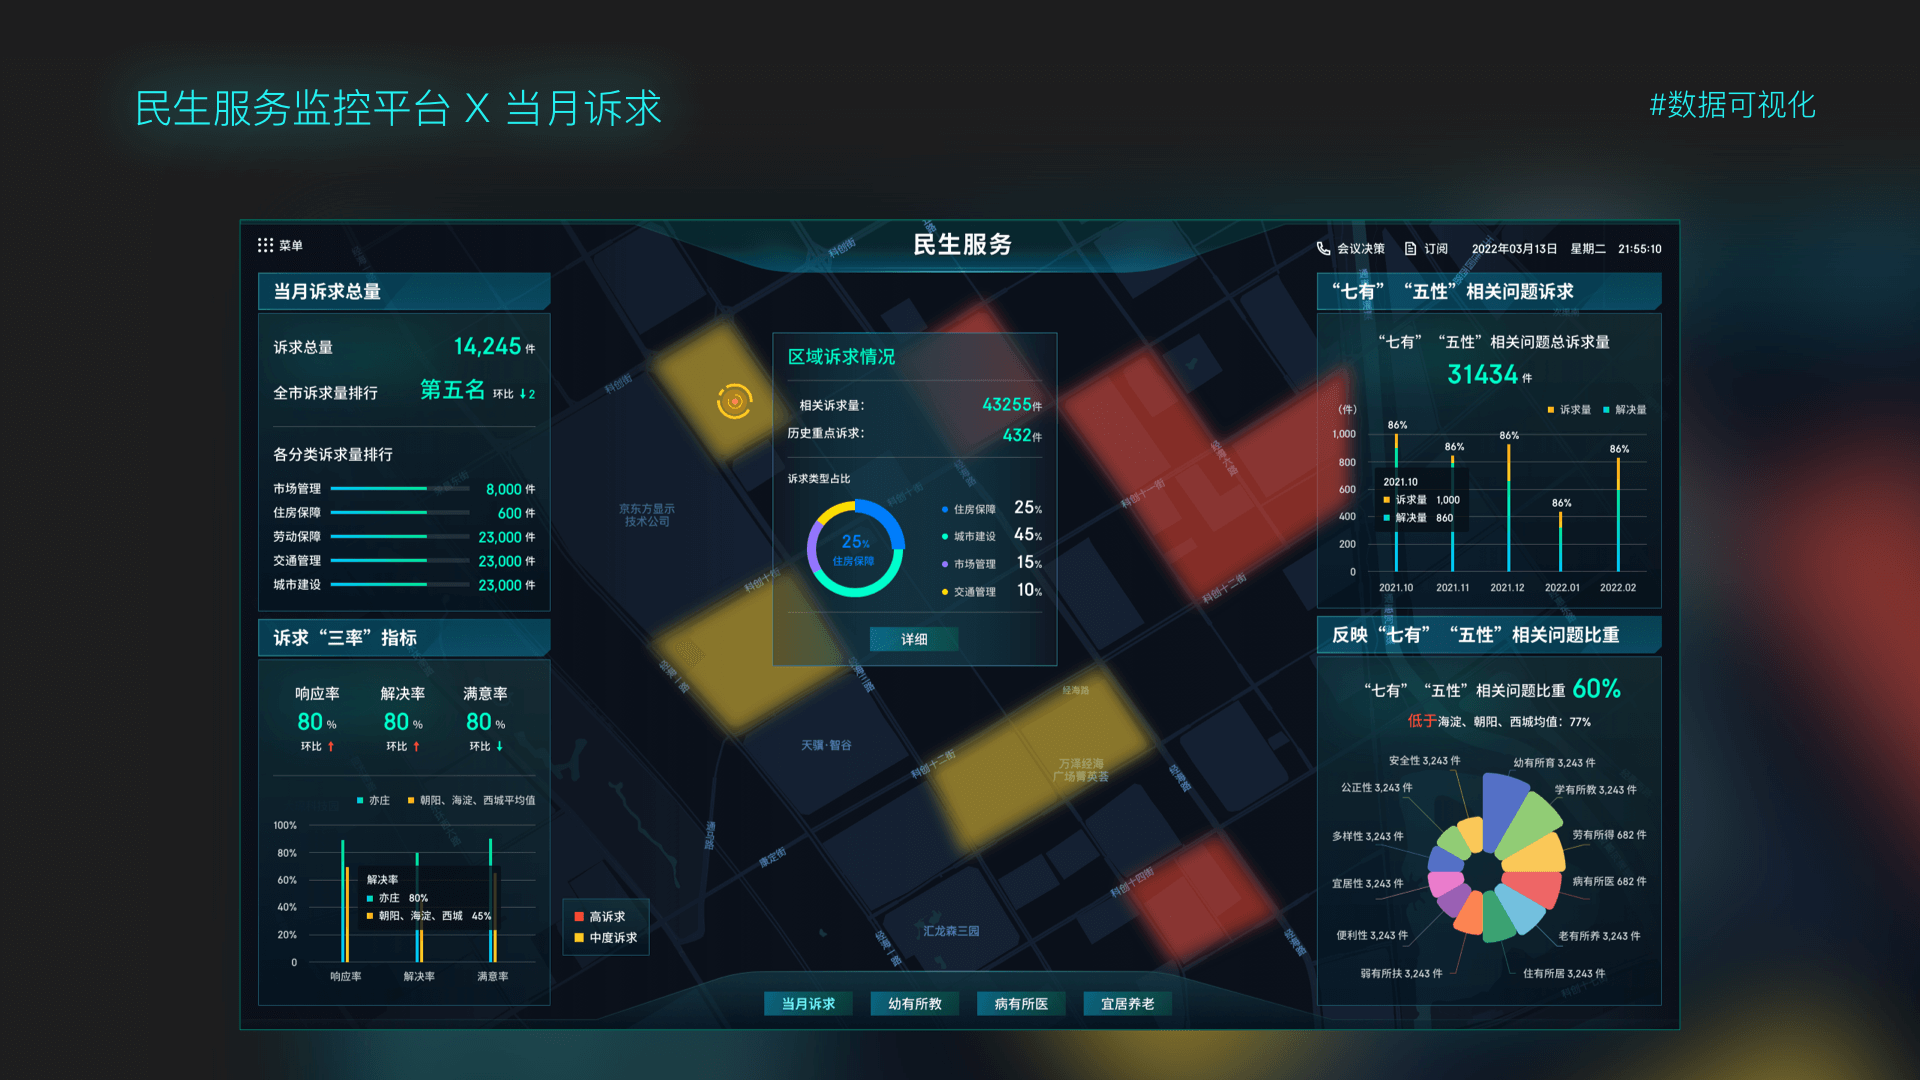 民生服务监控平台 X 当月诉求
#数据可视化
菜单
民生服务
会议决策 订阅 2022年03月13日 星期二 21:55:10
当月诉求总量
诉求总量 14,245 件
全市诉求量排行 第五名 环比 ↓2
各分类诉求量排行
市场管理 8,000 件
住房保障 600 件
劳动保障 23,000 件
交通管理 23,000 件
城市建设 23,000 件
诉求“三率”指标
响应率 解决率 满意率
80 % 80 % 80 %
环比 ↑ 环比 ↑ 环比 ↓
亦庄 朝阳、海淀、西城平均值
100%
80%
60%
40%
20%
0
解决率
亦庄 80%
朝阳、海淀、西城 45%
响应率 解决率 满意率
高诉求
中度诉求
区域诉求情况
相关诉求量: 43255件
历史重点诉求: 432件
诉求类型占比
25%
住房保障
住房保障 25%
城市建设 45%
市场管理 15%
交通管理 10%
详细
科创街
科创街
京东方显示
技术公司
科创十街
科创十街
科创十一街
科创十二街
经海路
天骥·智谷
科创十二街
万泽经海
广场菁英荟
康定街
科创十四街
汇龙森三园
当月诉求 幼有所教 病有所医 宜居养老
“七有” “五性”相关问题诉求
“七有” “五性”相关问题总诉求量
31434 件
(件) 诉求量 解决量
1,000
800
600
400
200
0
86% 86% 86% 86% 86%
2021.10
诉求量 1,000
解决量 860
2021.10 2021.11 2021.12 2022.01 2022.02
反映“七有” “五性”相关问题比重
“七有” “五性”相关问题比重 60%
低于海淀、朝阳、西城均值: 77%
安全性 3,243 件
幼有所育 3,243 件
公正性 3,243 件
学有所教 3,243 件
多样性 3,243 件
劳有所得 682 件
宜居性 3,243 件
病有所医 682 件
便利性 3,243 件
老有所养 3,243 件
弱有所扶 3,243 件
住有所居 3,243 件